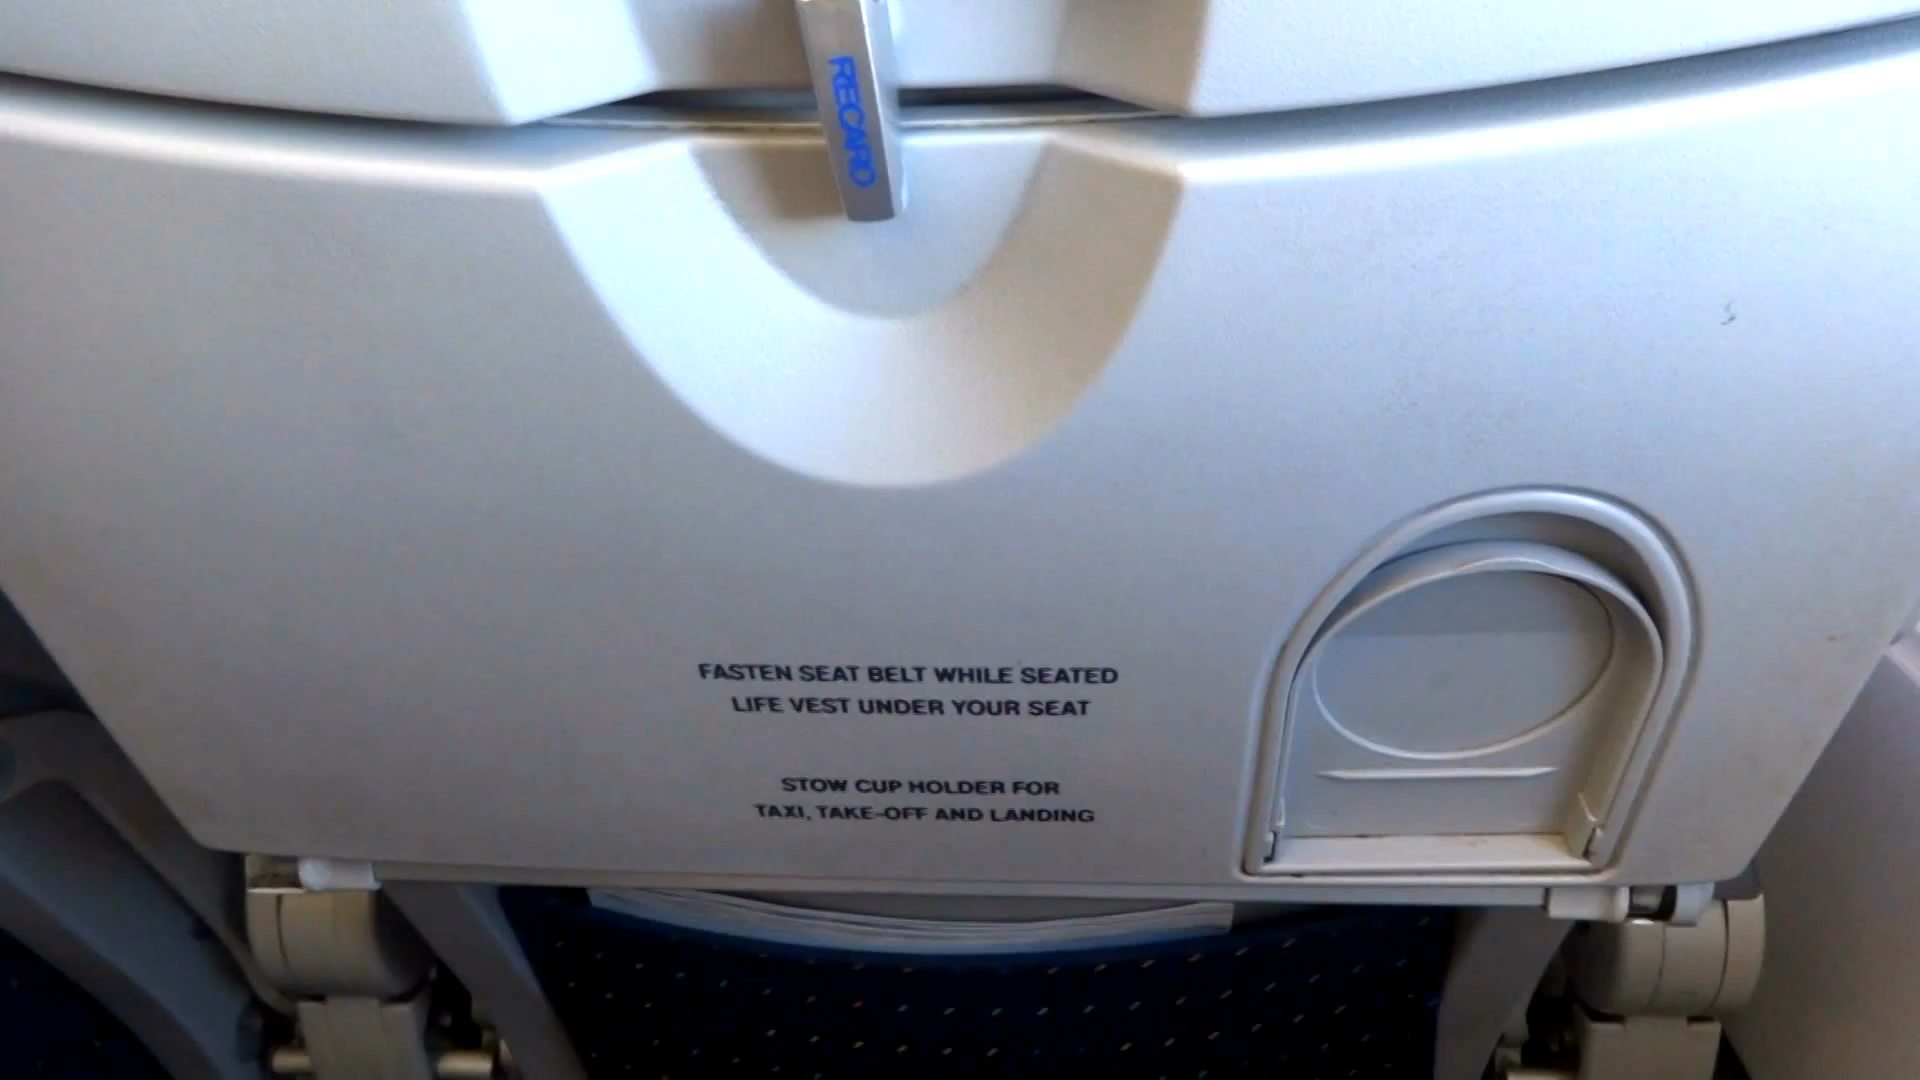 RECARO
FASTEN SEAT BELT WHILE SEATED
LIFE VEST UNDER YOUR SEAT
STOW CUP HOLDER FOR
TAXI, TAKE-OFF AND LANDING